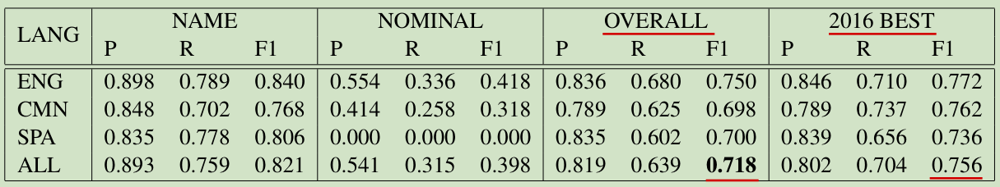 LANG NAME NOMINAL OVERALL 2016 BEST
P R F1 P R F1 P R F1 P R F1
ENG 0.898 0.789 0.840 0.554 0.336 0.418 0.836 0.680 0.750 0.846 0.710 0.772
CMN 0.848 0.702 0.768 0.414 0.258 0.318 0.789 0.625 0.698 0.789 0.737 0.762
SPA 0.835 0.778 0.806 0.000 0.000 0.000 0.835 0.602 0.700 0.839 0.656 0.736
ALL 0.893 0.759 0.821 0.541 0.315 0.398 0.819 0.639 0.718 0.802 0.704 0.756